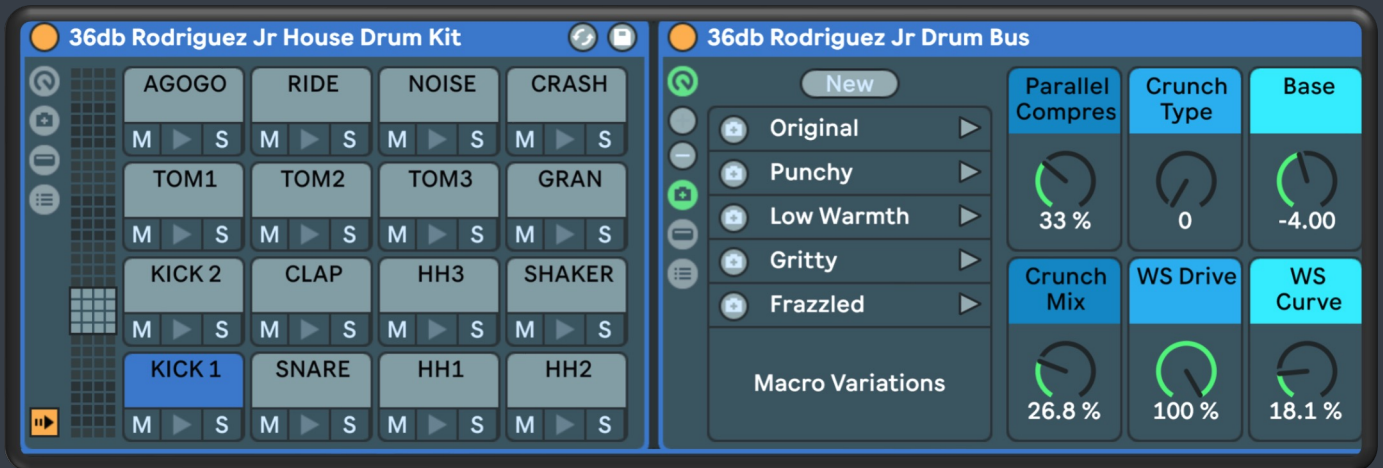 36db Rodriguez Jr House Drum Kit
AGOGO RIDE NOISE CRASH
M S M S M S M S
TOM1 TOM2 TOM3 GRAN
M S M S M S M S
KICK 2 CLAP HH3 SHAKER
M S M S M S M S
KICK 1 SNARE HH1 HH2
M S M S M S M S
36db Rodriguez Jr Drum Bus
New
Original
Punchy
Low Warmth
Gritty
Frazzled
Macro Variations
Parallel
Compres
33 %
Crunch
Type
0
Base
-4.00
Crunch
Mix
26.8 %
WS Drive
100 %
WS
Curve
18.1 %